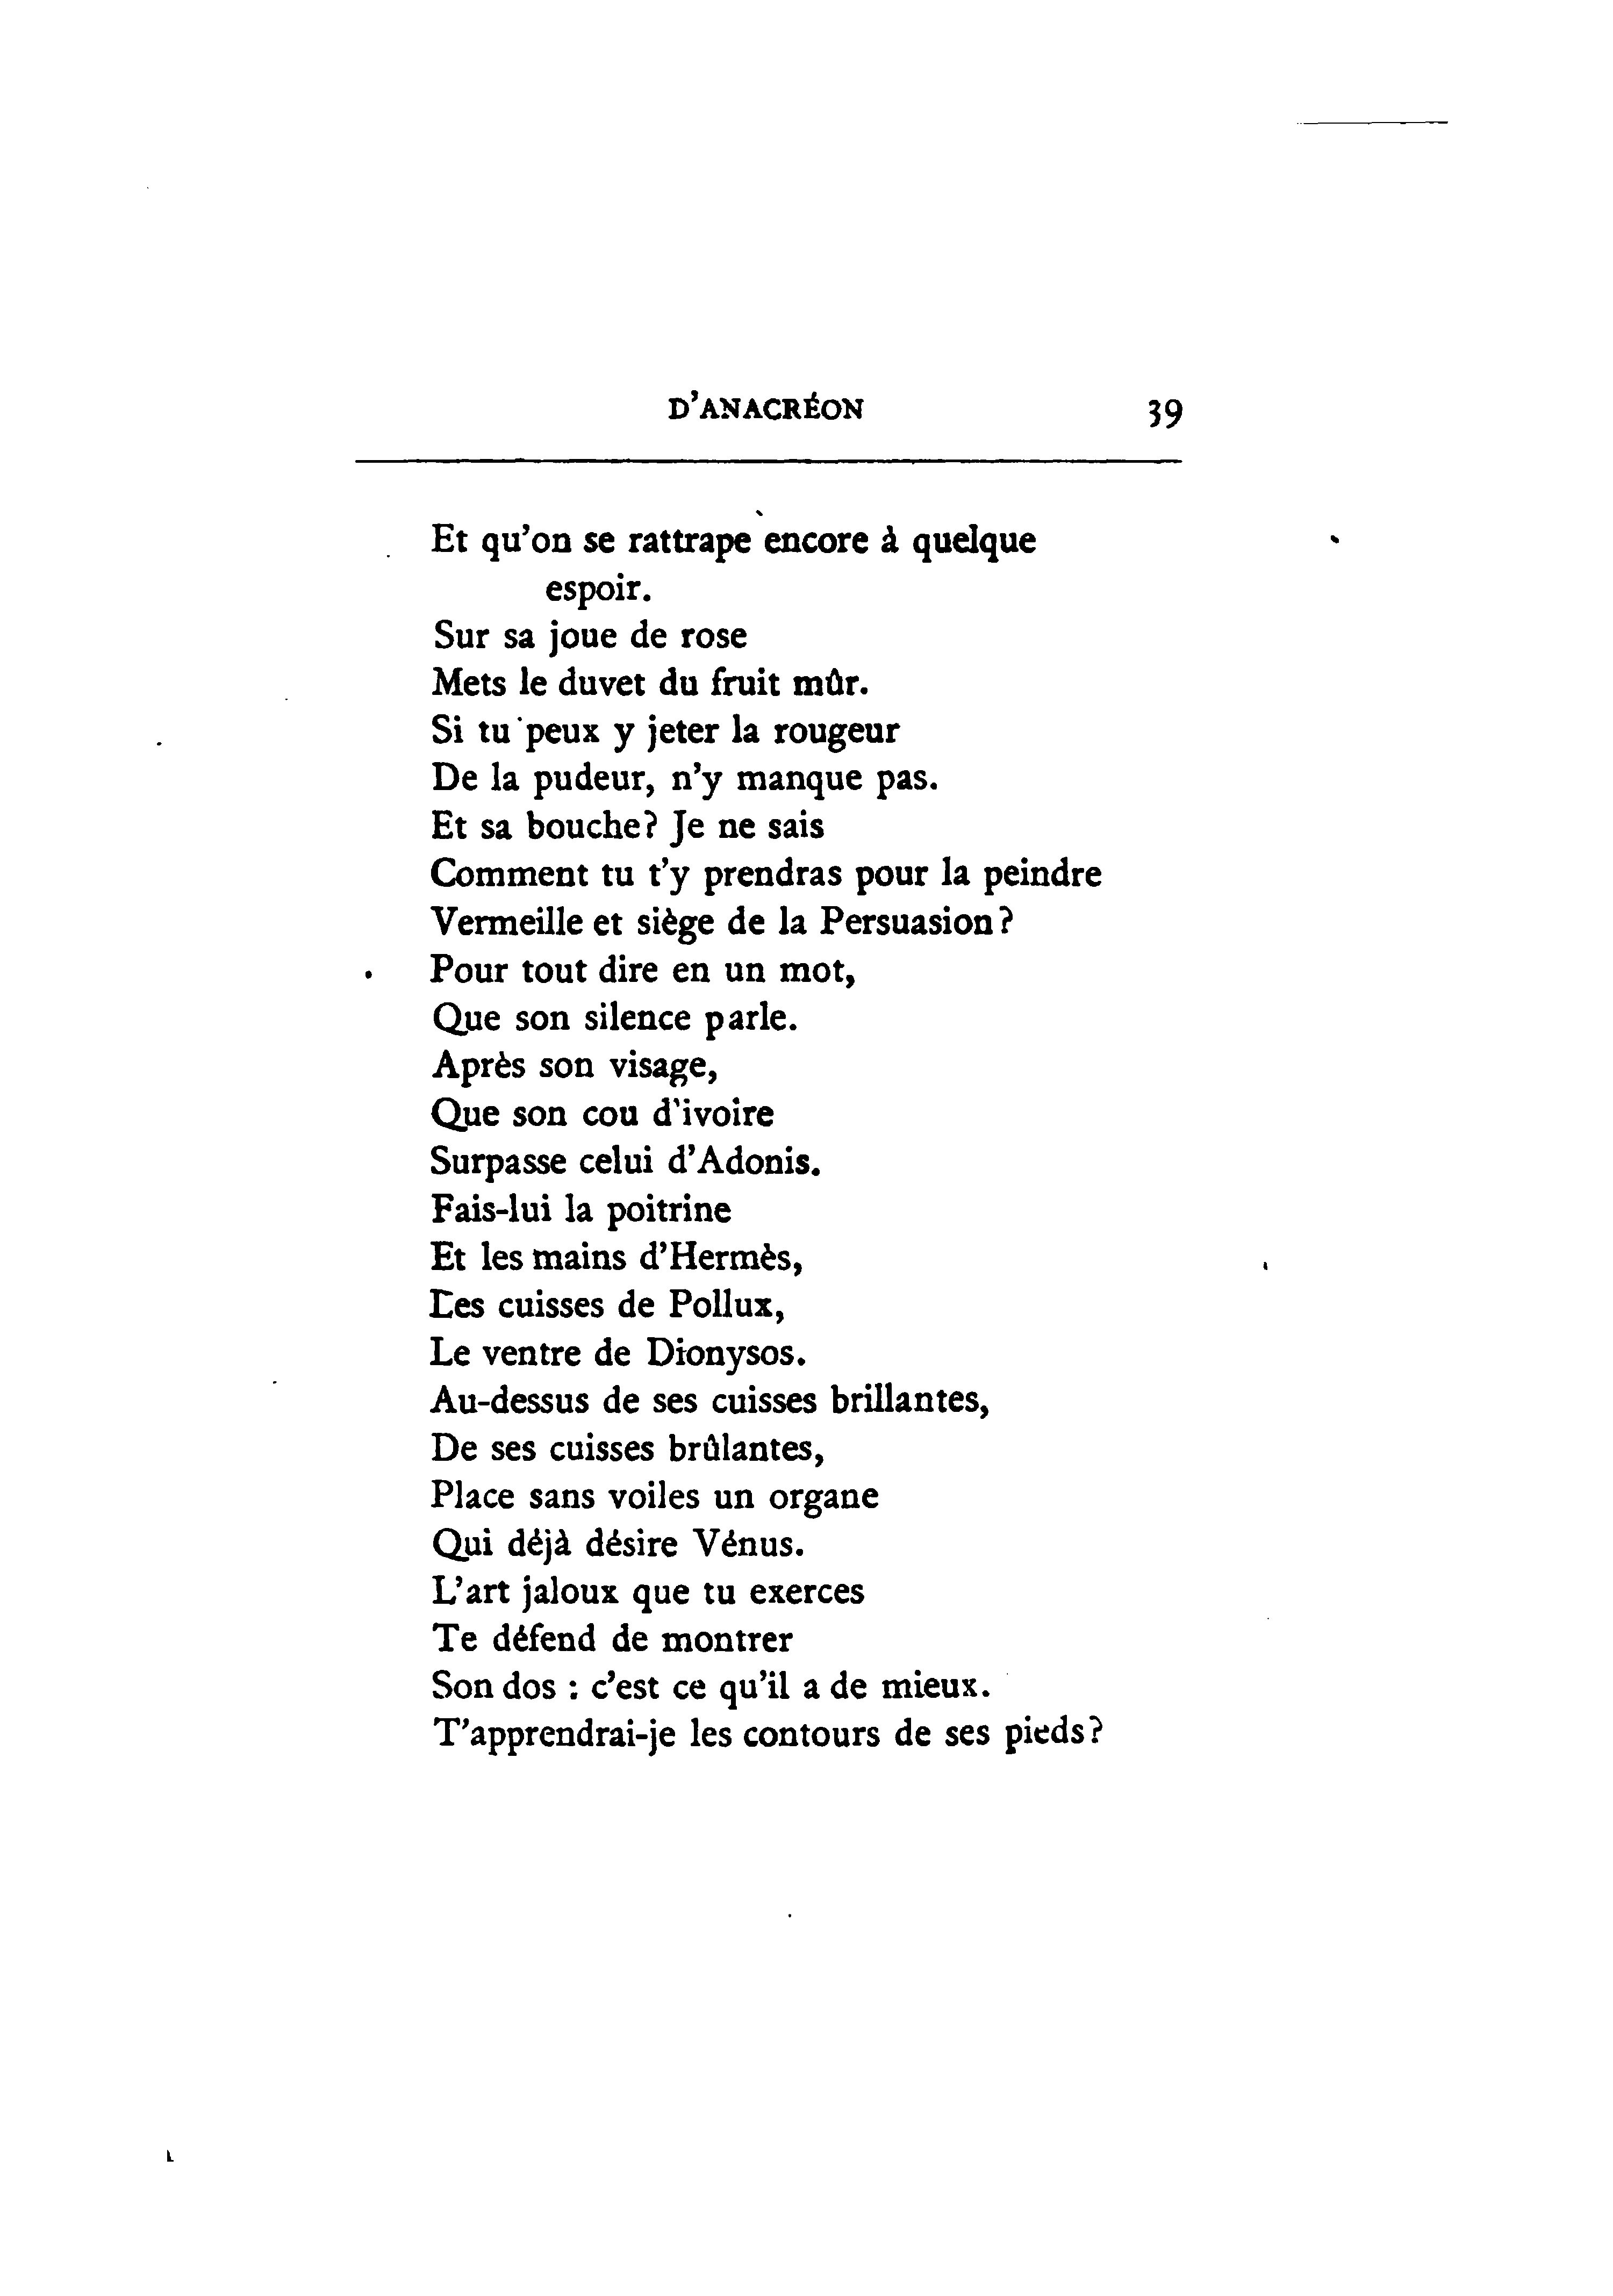 D'ANACRÉON 39
Et qu'on se rattrape encore à quelque
espoir.
Sur sa joue de rose
Mets le duvet du fruit mûr.
Si tu peux y jeter la rougeur
De la pudeur, n'y manque pas.
Et sa bouche? Je ne sais
Comment tu t'y prendras pour la peindre
Vermeille et siège de la Persuasion?
Pour tout dire en un mot,
Que son silence parle.
Après son visage,
Que son cou d'ivoire
Surpasse celui d'Adonis.
Fais-lui la poitrine
Et les mains d'Hermès,
Les cuisses de Pollux,
Le ventre de Dionysos.
Au-dessus de ses cuisses brillantes,
De ses cuisses brûlantes,
Place sans voiles un organe
Qui déjà désire Vénus.
L'art jaloux que tu exerces
Te défend de montrer
Son dos : c'est ce qu'il a de mieux.
T'apprendrai-je les contours de ses pieds?